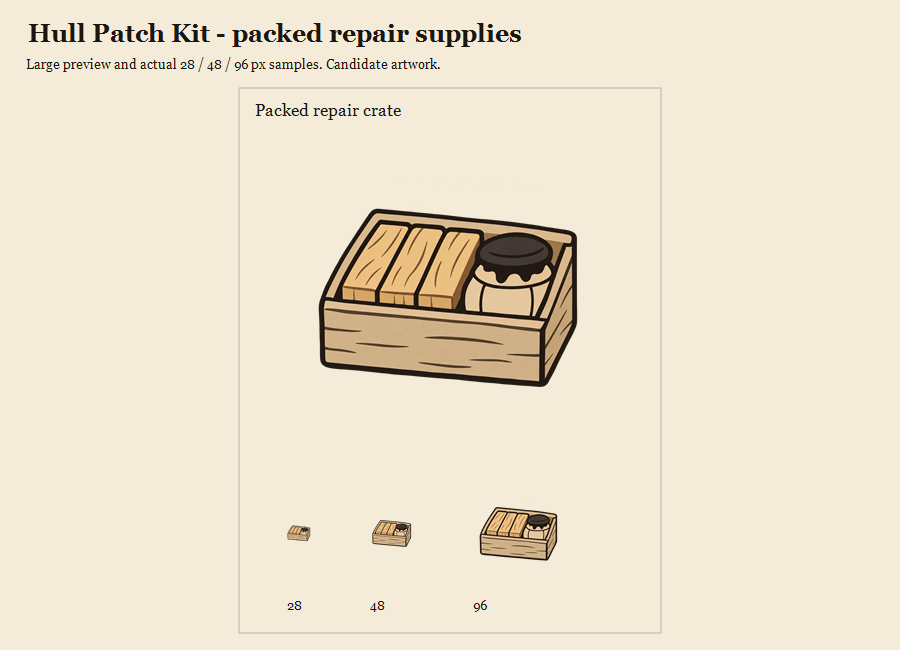 Hull Patch Kit - packed repair supplies
Large preview and actual 28 / 48 / 96 px samples. Candidate artwork.
Packed repair crate
28 48 96